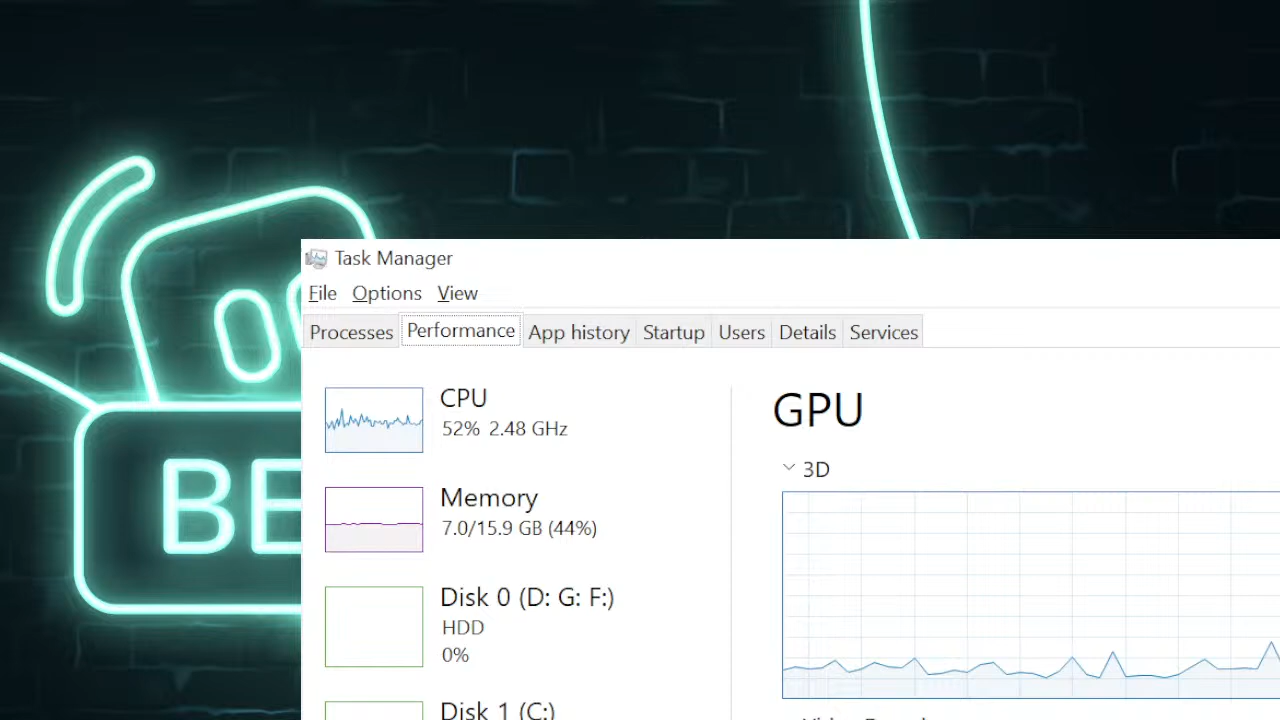 Task Manager
File Options View
Processes Performance App history Startup Users Details Services
CPU
52% 2.48 GHz
GPU
3D
Memory
7.0/15.9 GB (44%)
Disk 0 (D: G: F:)
HDD
0%
Disk 1 (C:)
BE